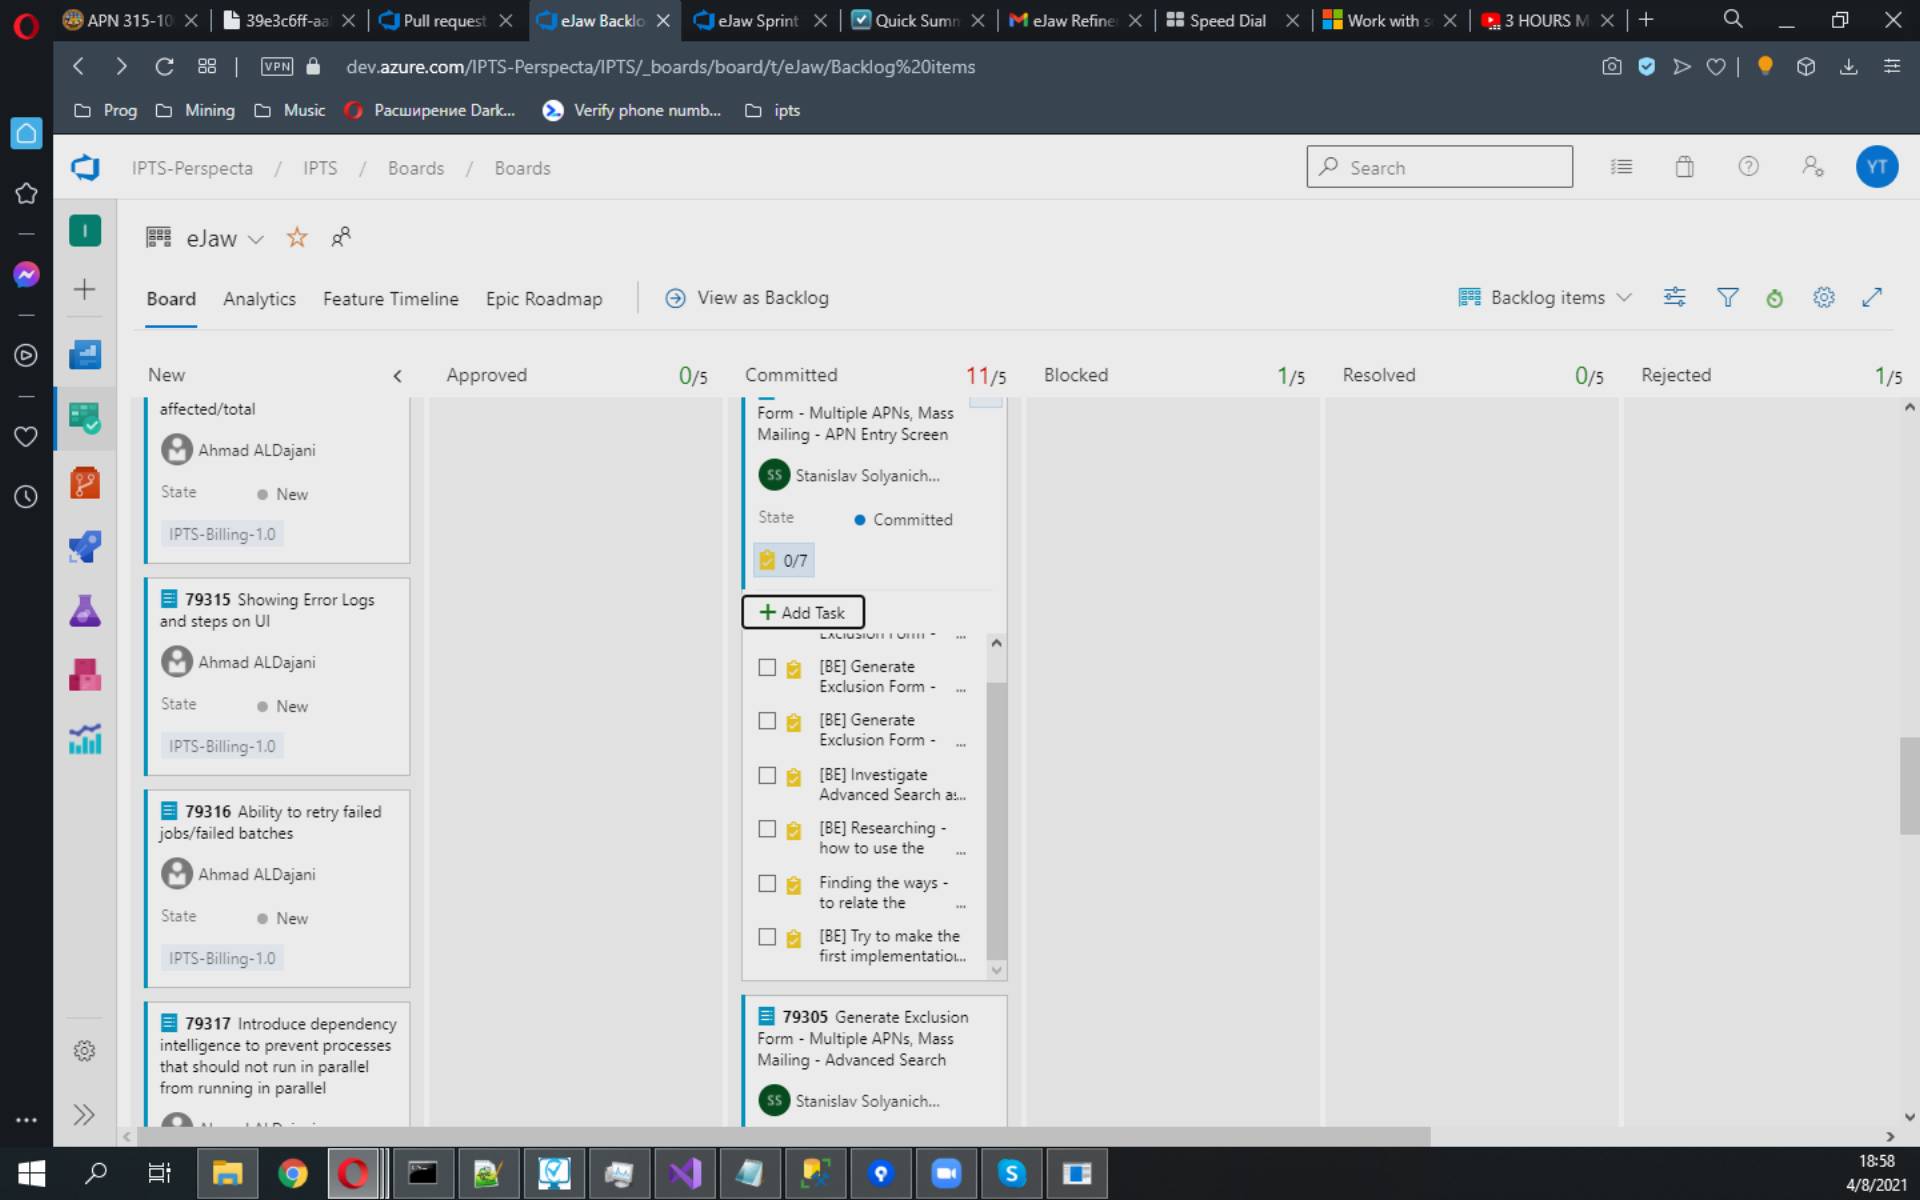 APN 315-10
39e3c6ff-aa
Pull request
eJaw Backlo
eJaw Sprint
Quick Summ
eJaw Refine
Speed Dial
Work with s
3 HOURS M
VPN
dev.azure.com/IPTS-Perspecta/IPTS/_boards/board/t/eJaw/Backlog%20items
Prog
Mining
Music
Расширение Dark...
Verify phone numb...
ipts
IPTS-Perspecta / IPTS / Boards / Boards
Search
YT
I
eJaw
Board
Analytics
Feature Timeline
Epic Roadmap
View as Backlog
Backlog items
New
Approved 0/5
Committed 11/5
Blocked 1/5
Resolved 0/5
Rejected 1/5
affected/total
Ahmad ALDajani
State New
IPTS-Billing-1.0
79315 Showing Error Logs
and steps on UI
Ahmad ALDajani
State New
IPTS-Billing-1.0
79316 Ability to retry failed
jobs/failed batches
Ahmad ALDajani
State New
IPTS-Billing-1.0
79317 Introduce dependency
intelligence to prevent processes
that should not run in parallel
from running in parallel
Form - Multiple APNs, Mass
Mailing - APN Entry Screen
SS Stanislav Solyanich...
State Committed
0/7
Add Task
Exclusion Form - ...
[BE] Generate
Exclusion Form - ...
[BE] Generate
Exclusion Form - ...
[BE] Investigate
Advanced Search as...
[BE] Researching -
how to use the ...
Finding the ways -
to relate the ...
[BE] Try to make the
first implementation...
79305 Generate Exclusion
Form - Multiple APNs, Mass
Mailing - Advanced Search
SS Stanislav Solyanich...
18:58
4/8/2021